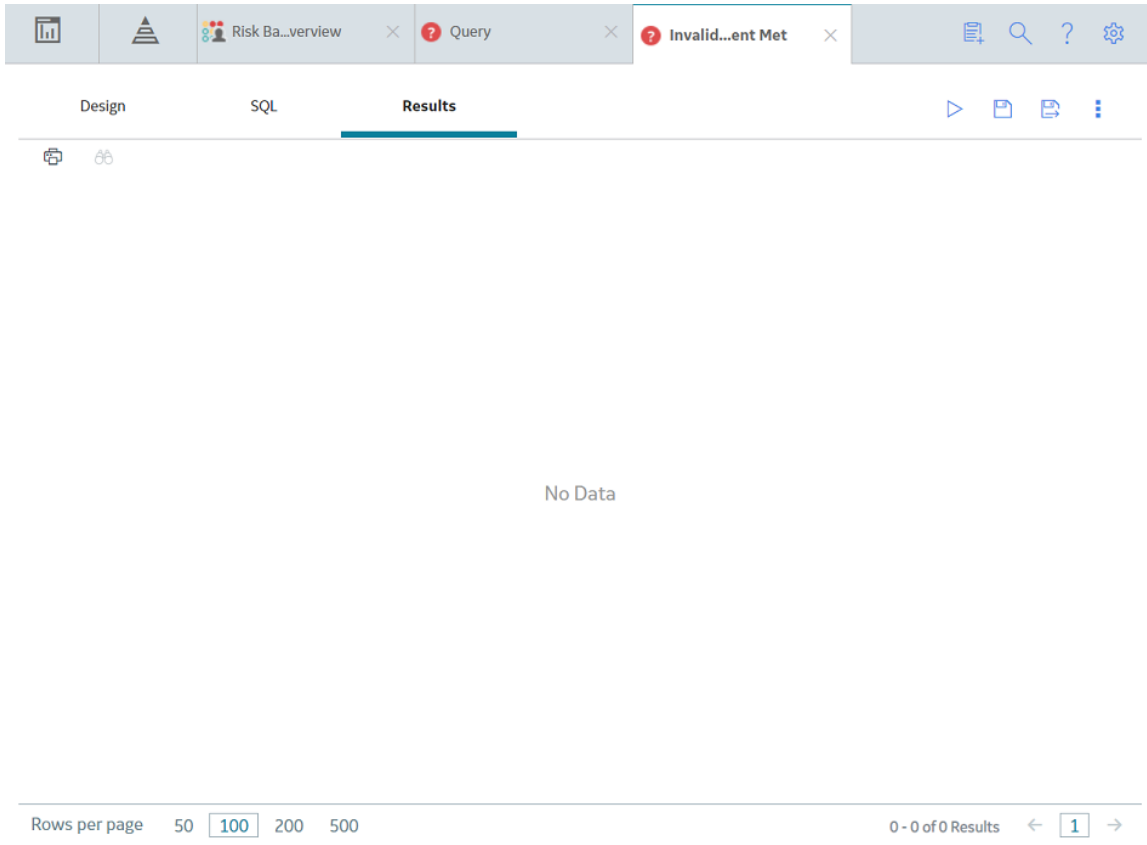 Risk Ba...verview
Query
Invalid...ent Met
Design SQL Results
No Data
Rows per page 50 100 200 500 0 - 0 of 0 Results 1